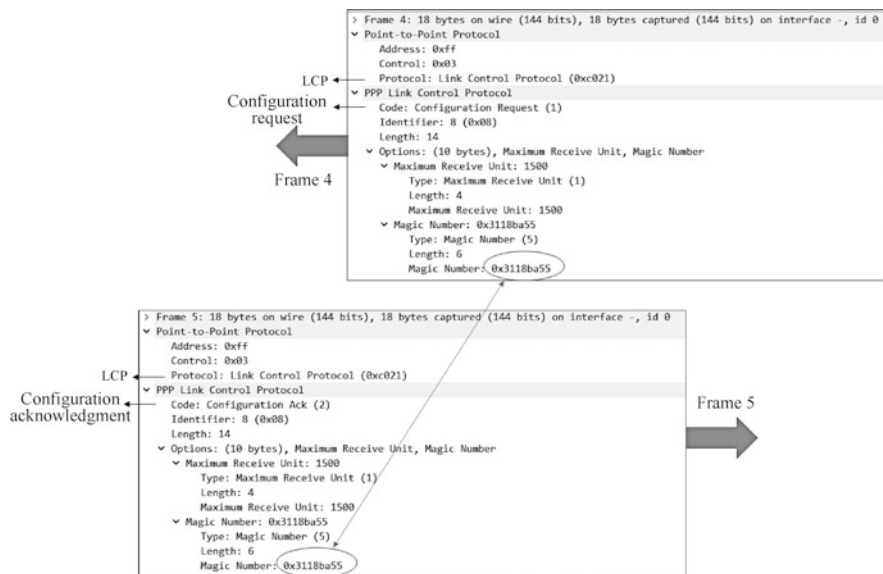 > Frame 4: 18 bytes on wire (144 bits), 18 bytes captured (144 bits) on interface -, id 0
Point-to-Point Protocol
Address: 0xff
Control: 0x03
LCP
Protocol: Link Control Protocol (0xc021)
PPP Link Control Protocol
Configuration
request
Code: Configuration Request (1)
Identifier: 8 (0x08)
Length: 14
Frame 4
Options: (10 bytes), Maximum Receive Unit, Magic Number
Maximum Receive Unit: 1500
Type: Maximum Receive Unit (1)
Length: 4
Maximum Receive Unit: 1500
Magic Number: 0x3118ba55
Type: Magic Number (5)
Length: 6
Magic Number: 0x3118ba55
> Frame 5: 18 bytes on wire (144 bits), 18 bytes captured (144 bits) on interface -, id 0
Point-to-Point Protocol
Address: 0xff
Control: 0x03
LCP
Protocol: Link Control Protocol (0xc021)
PPP Link Control Protocol
Configuration
acknowledgment
Code: Configuration Ack (2)
Identifier: 8 (0x08)
Length: 14
Frame 5
Options: (10 bytes), Maximum Receive Unit, Magic Number
Maximum Receive Unit: 1500
Type: Maximum Receive Unit (1)
Length: 4
Maximum Receive Unit: 1500
Magic Number: 0x3118ba55
Type: Magic Number (5)
Length: 6
Magic Number: 0x3118ba55